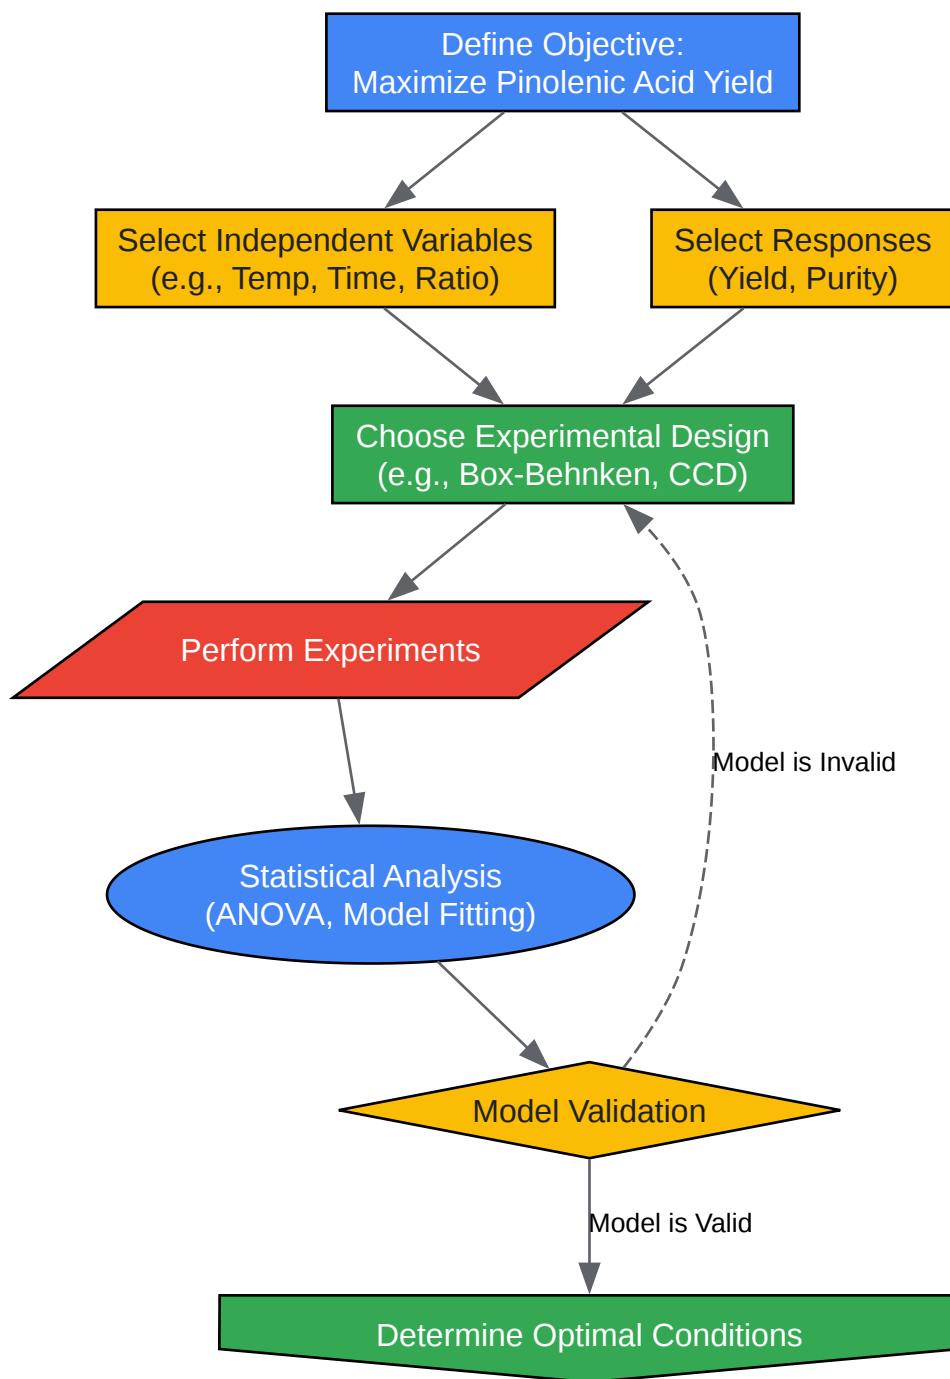 Define Objective:
Maximize Pinolenic Acid Yield
Select Independent Variables
(e.g., Temp, Time, Ratio)
Select Responses
(Yield, Purity)
Choose Experimental Design
(e.g., Box-Behnken, CCD)
Perform Experiments
Model is Invalid
Statistical Analysis
(ANOVA, Model Fitting)
Model Validation
Model is Valid
Determine Optimal Conditions